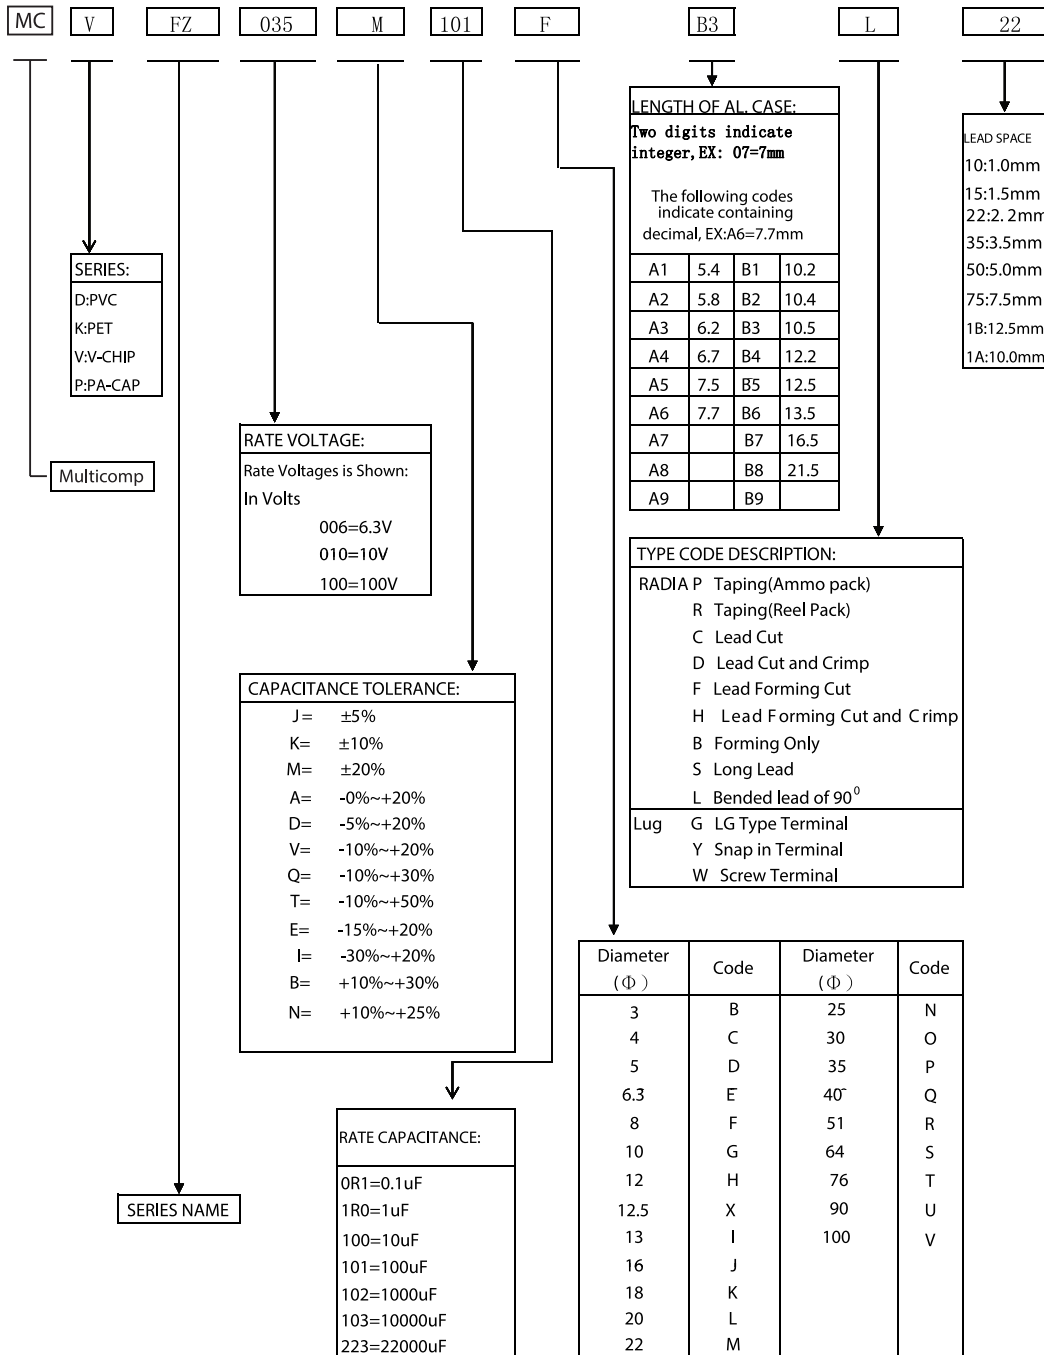 MC V FZ 035 M 101 F B3 L 22
LENGTH OF AL. CASE:
Two digits indicate
integer,EX: 07=7mm
The following codes
indicate containing
decimal, EX:A6=7.7mm
A1 5.4 B1 10.2
A2 5.8 B2 10.4
A3 6.2 B3 10.5
A4 6.7 B4 12.2
A5 7.5 B5 12.5
A6 7.7 B6 13.5
A7 B7 16.5
A8 B8 21.5
A9 B9
LEAD SPACE
10:1.0mm
15:1.5mm
22:2.2mm
35:3.5mm
50:5.0mm
75:7.5mm
1B:12.5mm
1A:10.0mm
SERIES:
D:PVC
K:PET
V:V-CHIP
P:PA-CAP
Multicomp
RATE VOLTAGE:
Rate Voltages is Shown:
In Volts
006=6.3V
010=10V
100=100V
TYPE CODE DESCRIPTION:
RADIA P Taping(Ammo pack)
R Taping(Reel Pack)
C Lead Cut
D Lead Cut and Crimp
F Lead Forming Cut
H Lead Forming Cut and Crimp
B Forming Only
S Long Lead
L Bended lead of 90⁰
Lug G LG Type Terminal
Y Snap in Terminal
W Screw Terminal
CAPACITANCE TOLERANCE:
J= ±5%
K= ±10%
M= ±20%
A= -0%~+20%
D= -5%~+20%
V= -10%~+20%
Q= -10%~+30%
T= -10%~+50%
E= -15%~+20%
I= -30%~+20%
B= +10%~+30%
N= +10%~+25%
SERIES NAME
RATE CAPACITANCE:
0R1=0.1uF
1R0=1uF
100=10uF
101=100uF
102=1000uF
103=10000uF
223=22000uF
Diameter Code Diameter Code
(Φ) (Φ)
3 B 25 N
4 C 30 O
5 D 35 P
6.3 E 40 Q
8 F 51 R
10 G 64 S
12 H 76 T
12.5 X 90 U
13 I 100 V
16 J
18 K
20 L
22 M